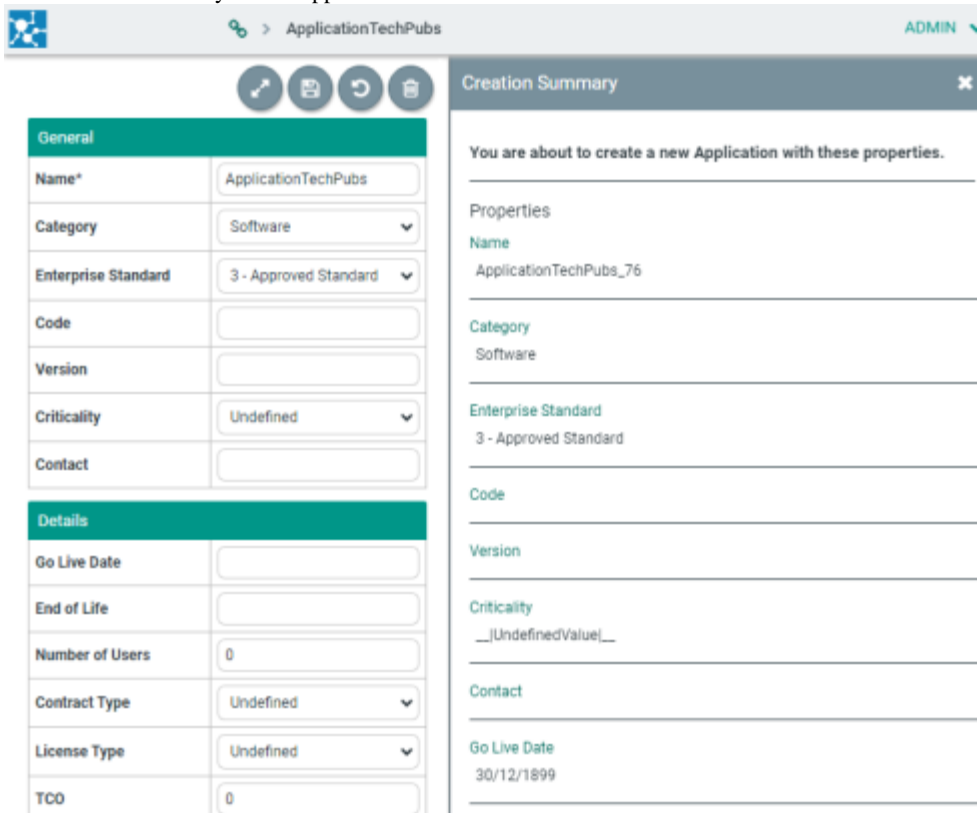 > ApplicationTechPubs
ADMIN
General
Name* ApplicationTechPubs
Category Software
Enterprise Standard 3 - Approved Standard
Code
Version
Criticality Undefined
Contact
Details
Go Live Date
End of Life
Number of Users 0
Contract Type Undefined
License Type Undefined
TCO 0
Creation Summary
You are about to create a new Application with these properties.
Properties
Name
ApplicationTechPubs_76
Category
Software
Enterprise Standard
3 - Approved Standard
Code
Version
Criticality
__|UndefinedValue|__
Contact
Go Live Date
30/12/1899